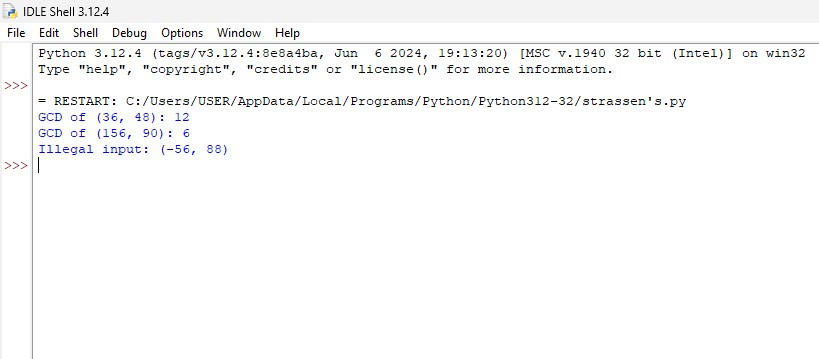 IDLE Shell 3.12.4
File Edit Shell Debug Options Window Help
Python 3.12.4 (tags/v3.12.4:8e8a4ba, Jun  6 2024, 19:13:20) [MSC v.1940 32 bit (Intel)] on win32
Type "help", "copyright", "credits" or "license()" for more information.
>>>
= RESTART: C:/Users/USER/AppData/Local/Programs/Python/Python312-32/strassen's.py
GCD of (36, 48): 12
GCD of (156, 90): 6
Illegal input: (-56, 88)
>>>